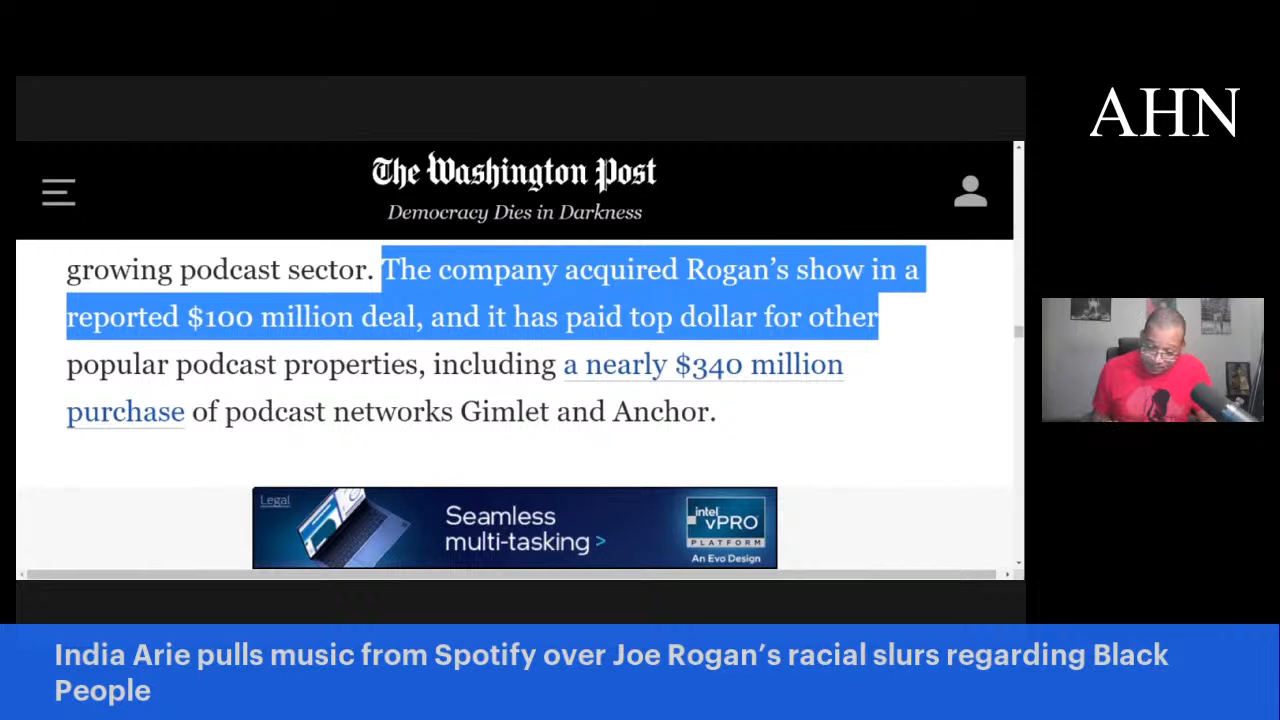 AHN
The Washington Post
Democracy Dies in Darkness
growing podcast sector. The company acquired Rogan’s show in a
reported $100 million deal, and it has paid top dollar for other
popular podcast properties, including a nearly $340 million
purchase of podcast networks Gimlet and Anchor.
Legal
Seamless
multi-tasking >
intel
vPRO
PLATFORM
An Evo Design
India Arie pulls music from Spotify over Joe Rogan’s racial slurs regarding Black
People